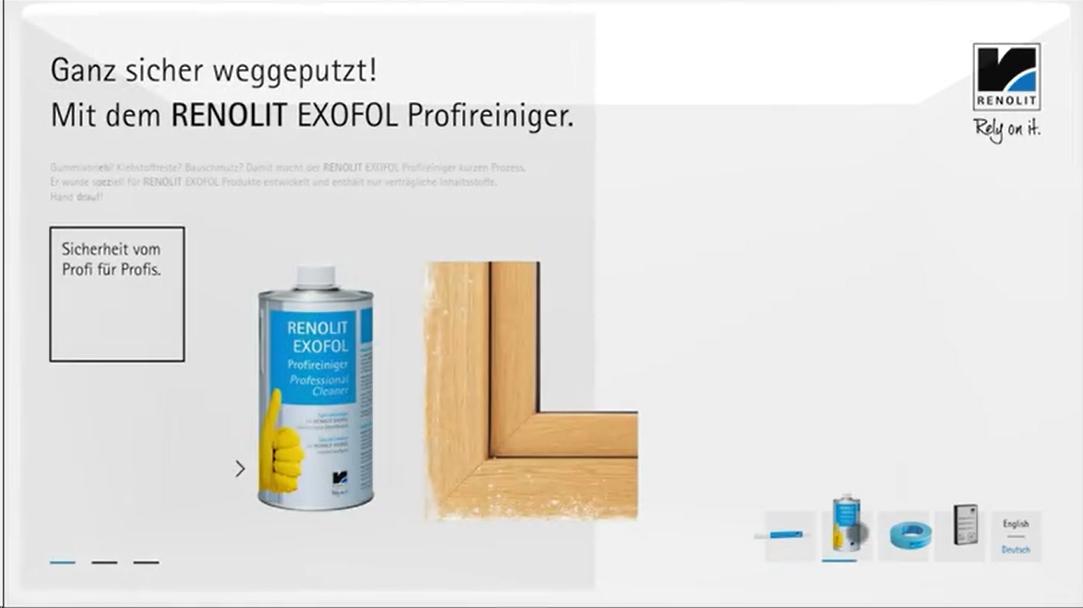 Ganz sicher weggeputzt!
Mit dem RENOLIT EXOFOL Profireiniger.
RENOLIT
Rely on it.
Gummiabrieb? Klebstoffreste? Bauschmutz? Damit macht der RENOLIT EXOFOL Profireiniger kurzen Prozess.
Er wurde speziell für RENOLIT EXOFOL Produkte entwickelt und enthält nur verträgliche Inhaltsstoffe.
Hand drauf!
Sicherheit vom
Profi für Profis.
RENOLIT
EXOFOL
Profireiniger
Professional
Cleaner
English
Deutsch